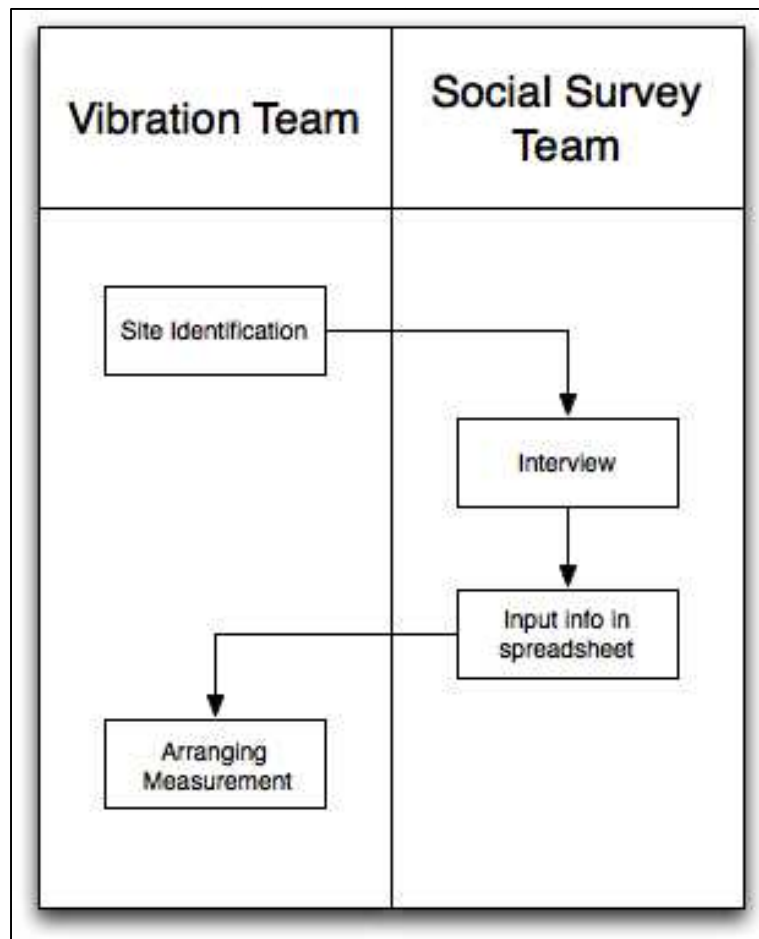 Vibration Team
Social Survey
Team
Site Identification
Interview
Input info in
spreadsheet
Arranging
Measurement